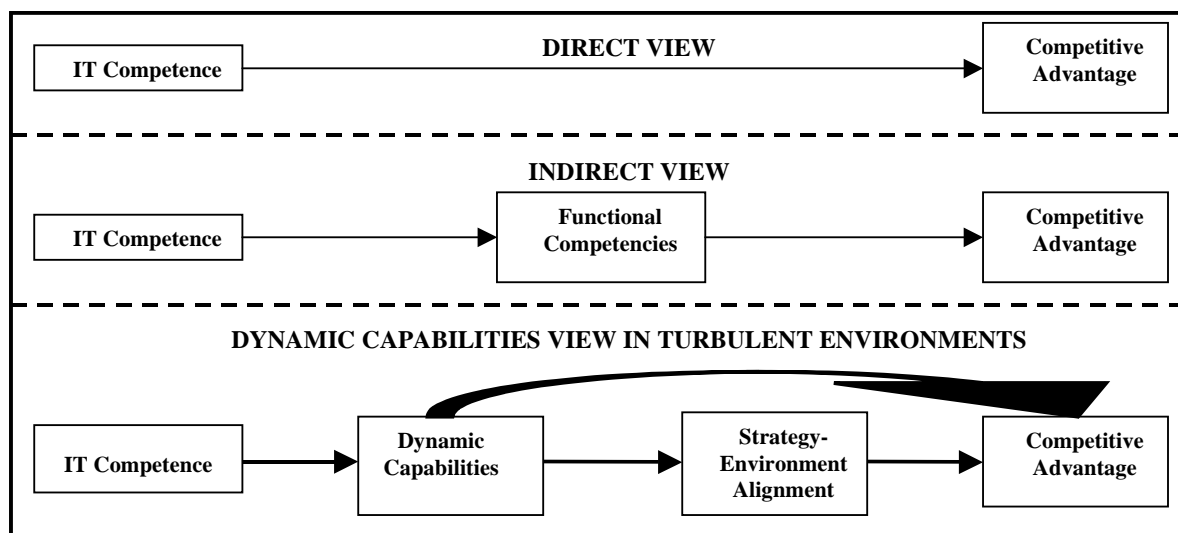 DIRECT VIEW
IT Competence
Competitive
Advantage
INDIRECT VIEW
IT Competence
Functional
Competencies
Competitive
Advantage
DYNAMIC CAPABILITIES VIEW IN TURBULENT ENVIRONMENTS
IT Competence
Dynamic
Capabilities
Strategy-
Environment
Alignment
Competitive
Advantage